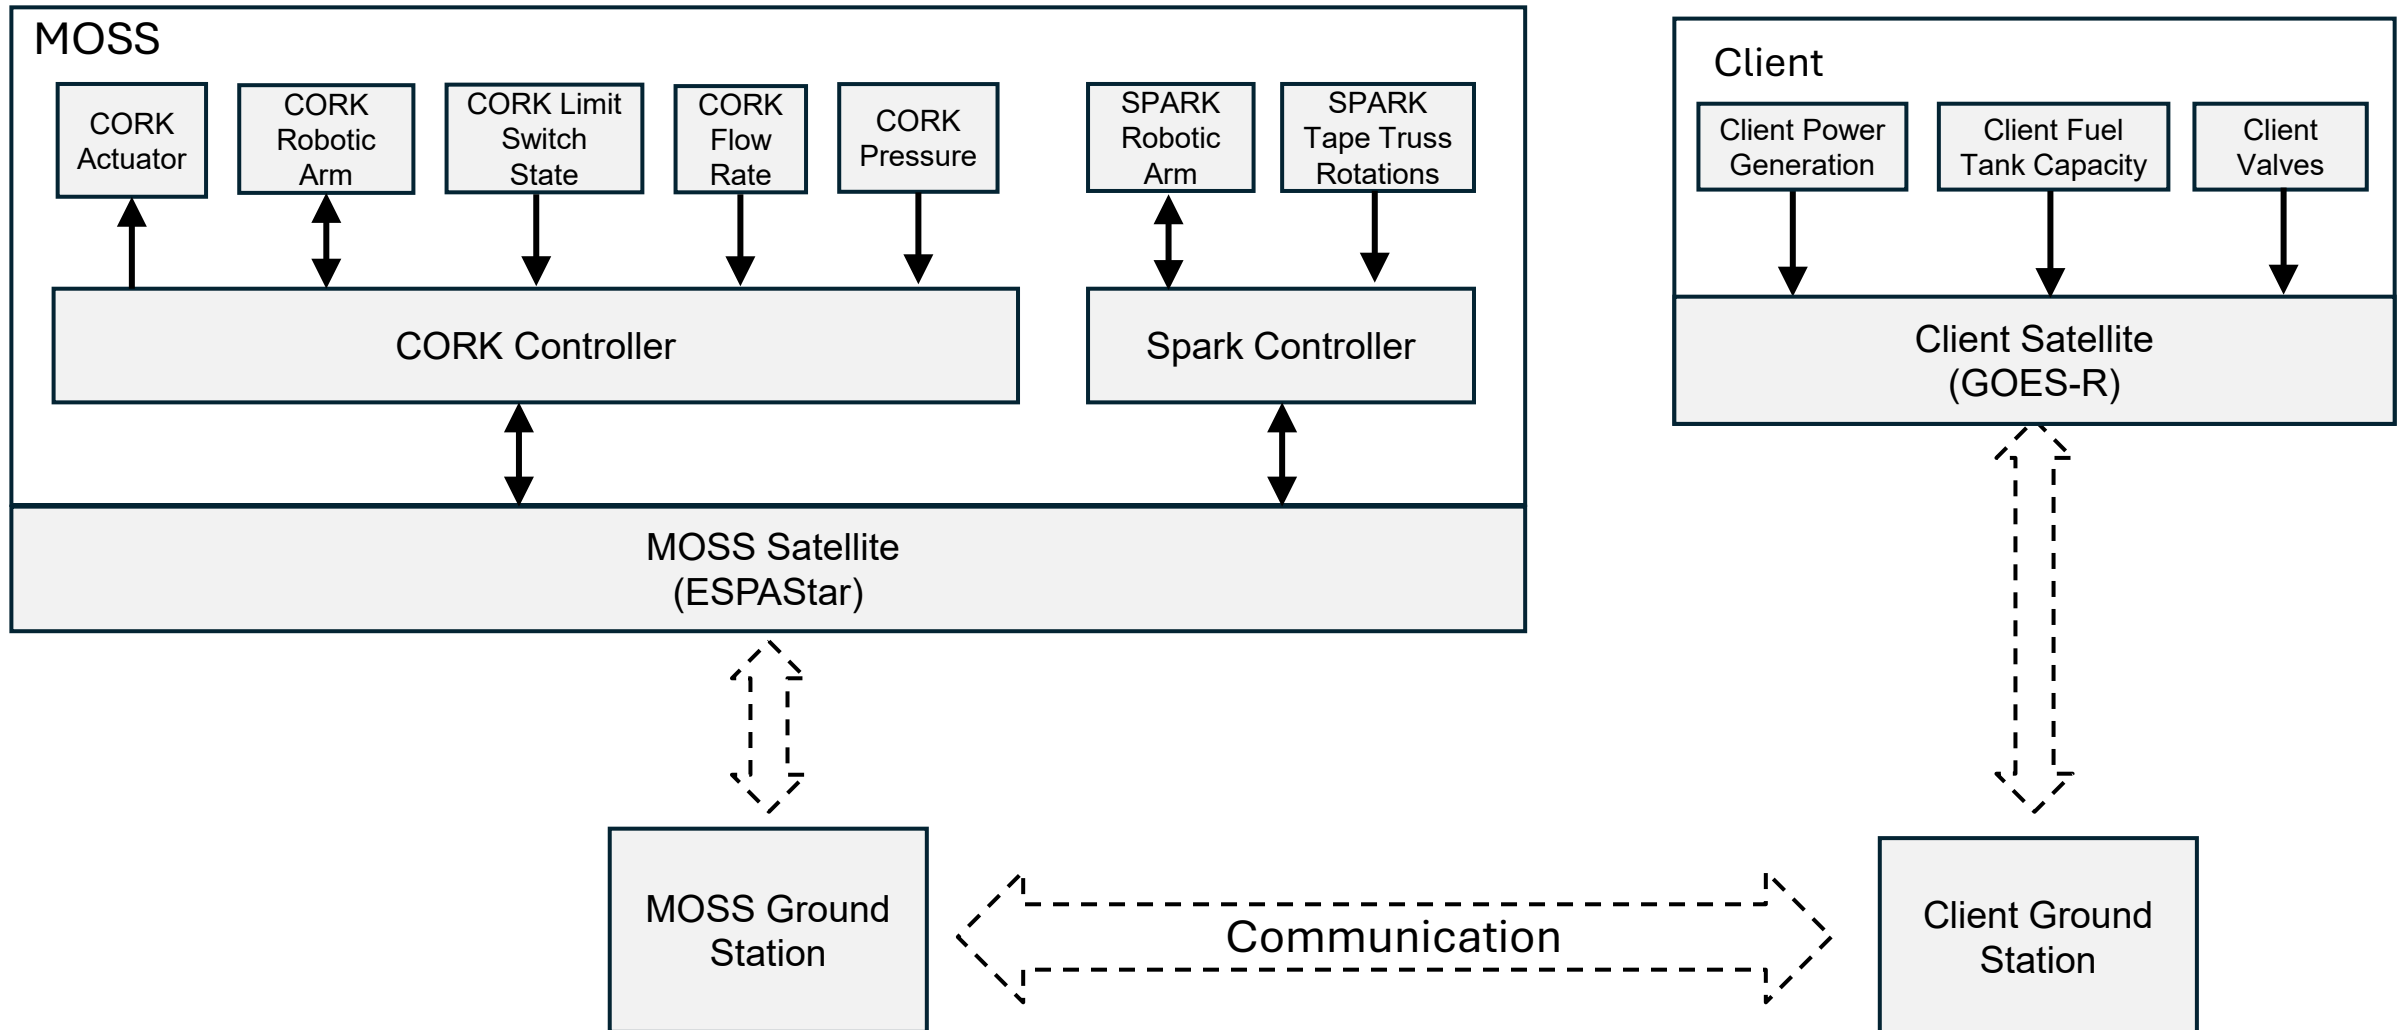 MOSS
CORK
Actuator
CORK
Robotic
Arm
CORK Limit
Switch
State
CORK
Flow
Rate
CORK
Pressure
SPARK
Robotic
Arm
SPARK
Tape Truss
Rotations
CORK Controller
Spark Controller
MOSS Satellite
(ESPAStar)
Client
Client Power
Generation
Client Fuel
Tank Capacity
Client
Valves
Client Satellite
(GOES-R)
MOSS Ground
Station
Communication
Client Ground
Station